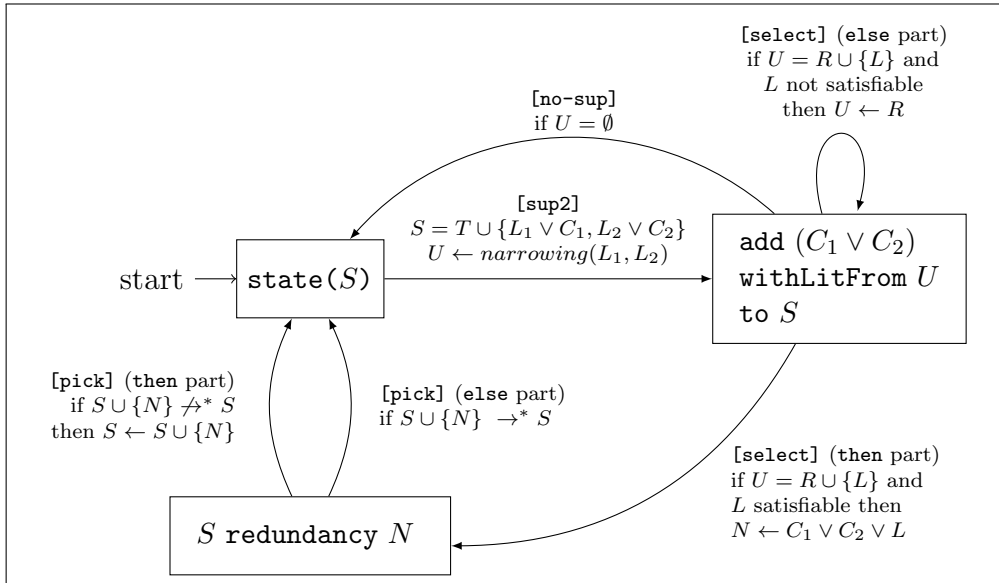 [select] (else part)
if U = R ∪ {L} and
L not satisfiable
then U ← R
[no-sup]
if U = ∅
[sup2]
S = T ∪ {L₁ ∨ C₁, L₂ ∨ C₂}
U ← narrowing(L₁, L₂)
start
state(S)
add (C₁ ∨ C₂)
withLitFrom U
to S
[pick] (then part)
if S ∪ {N} ↛* S
then S ← S ∪ {N}
[pick] (else part)
if S ∪ {N} →* S
[select] (then part)
if U = R ∪ {L} and
L satisfiable then
N ← C₁ ∨ C₂ ∨ L
S redundancy N